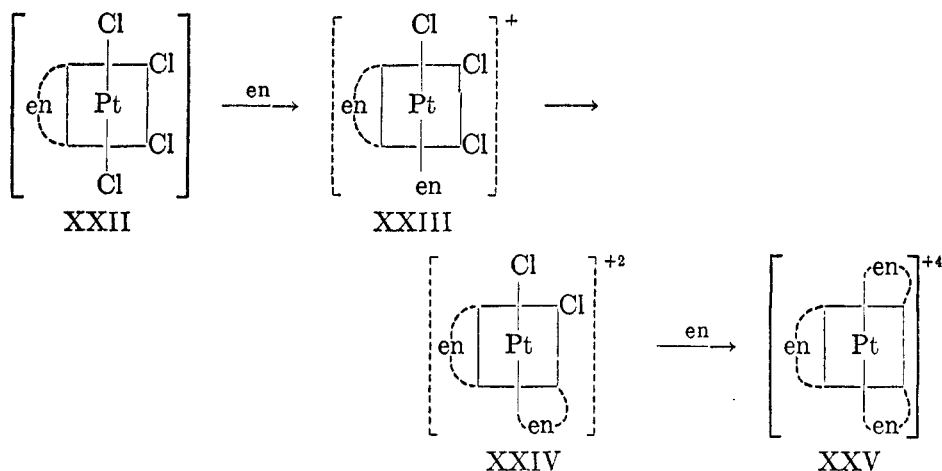 Cl Cl
Cl + Cl
en Pt en en Pt
Cl Cl
Cl en
XXII XXIII
Cl +2 en +4
Cl
en Pt en en Pt
en en
XXIV XXV